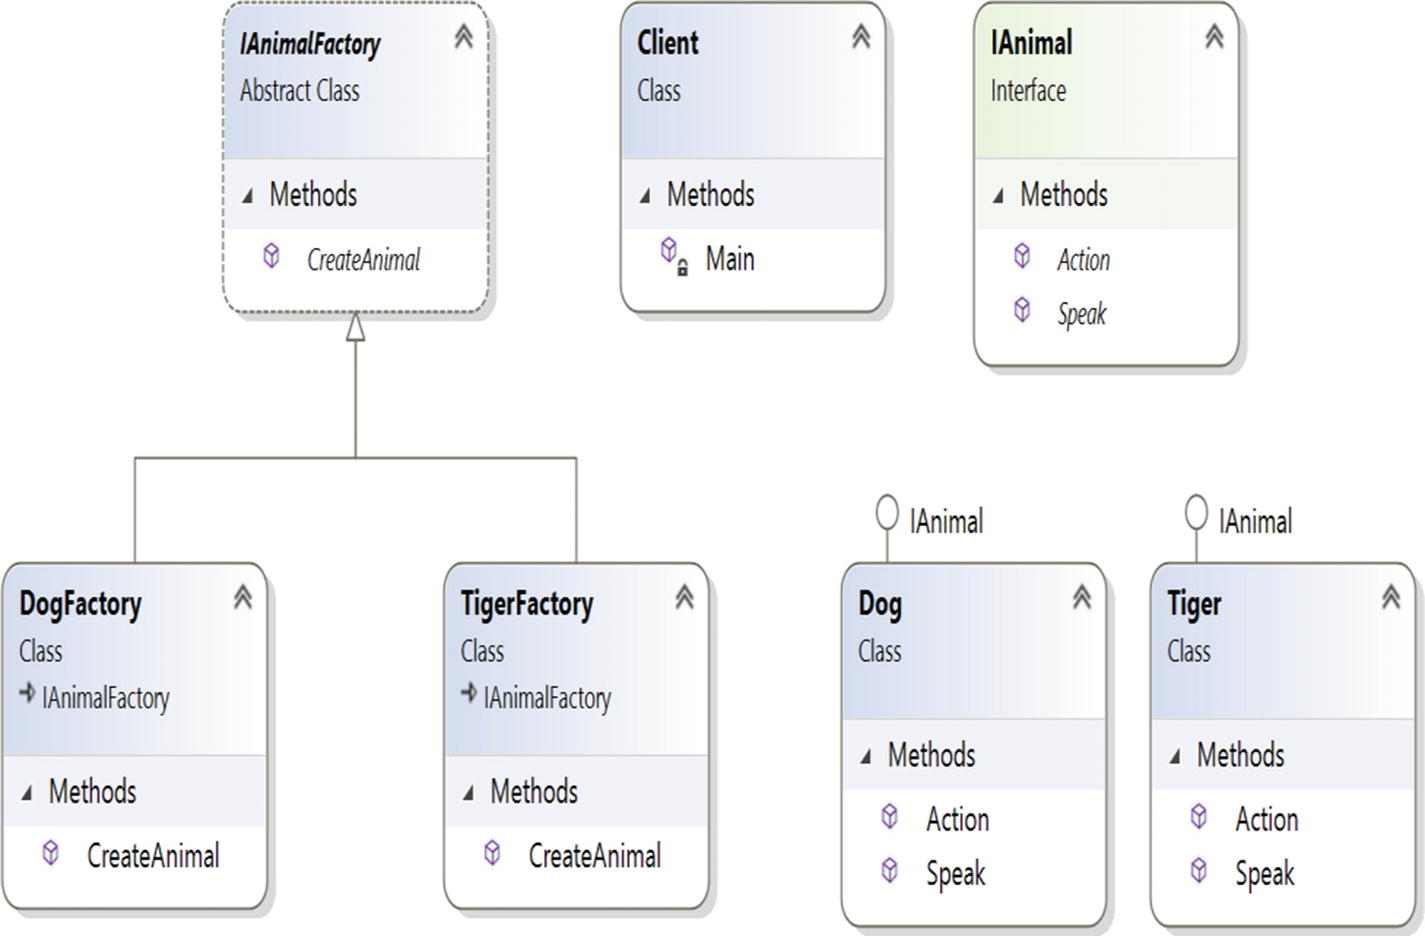 IAnimalFactory
Abstract Class
Methods
CreateAnimal
Client
Class
Methods
Main
IAnimal
Interface
Methods
Action
Speak
DogFactory
Class
IAnimalFactory
Methods
CreateAnimal
TigerFactory
Class
IAnimalFactory
Methods
CreateAnimal
IAnimal
Dog
Class
Methods
Action
Speak
IAnimal
Tiger
Class
Methods
Action
Speak